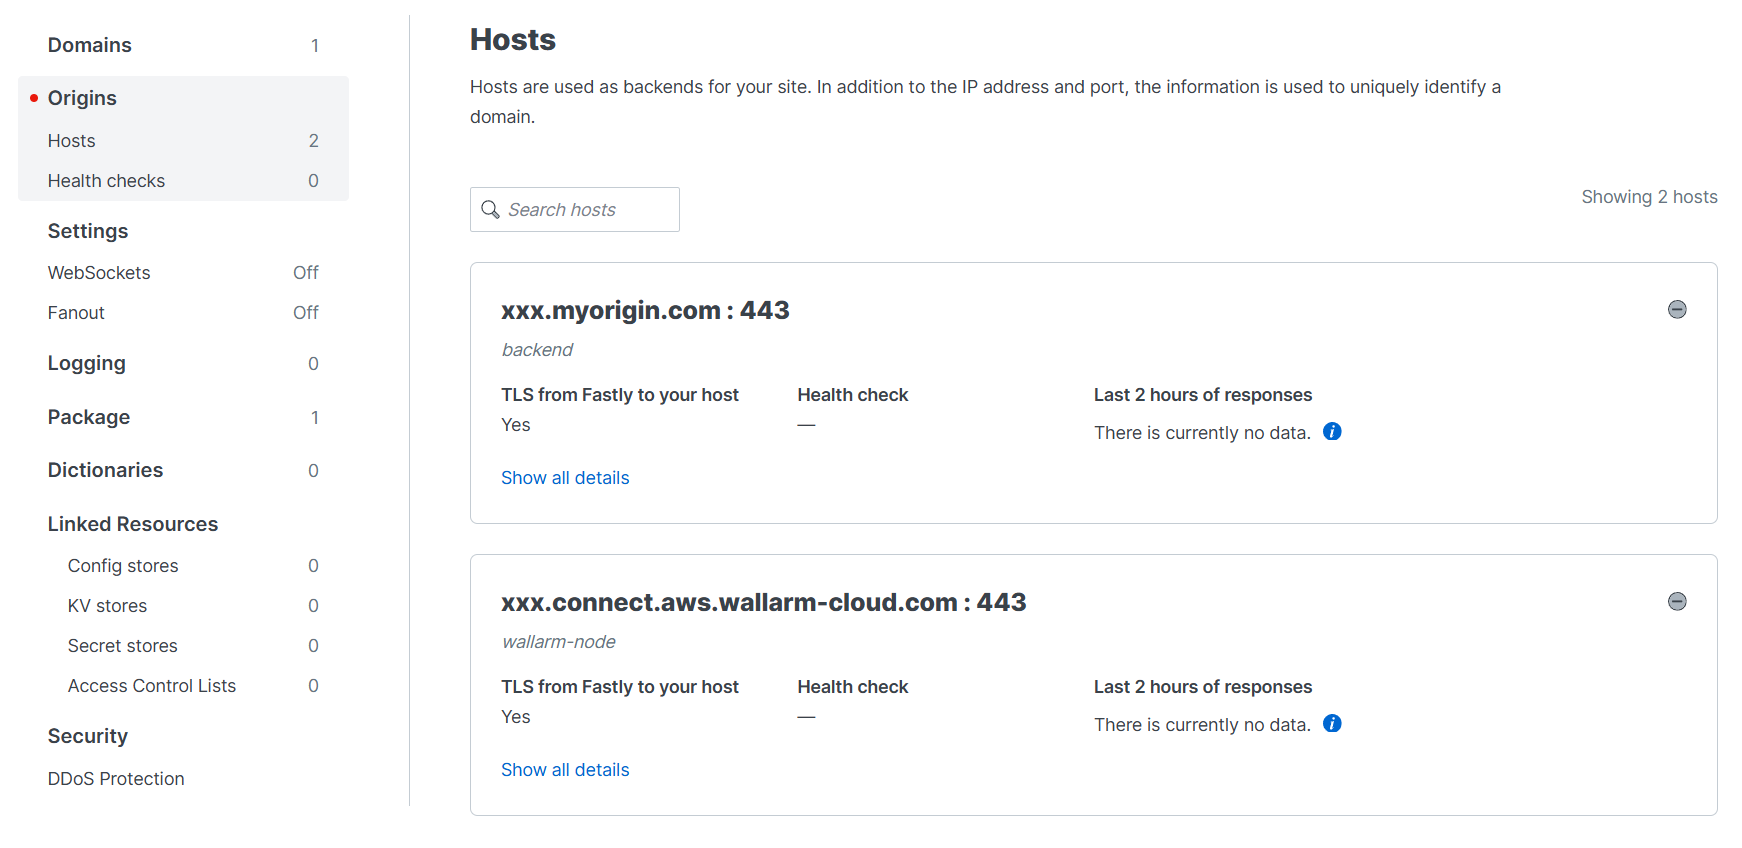 Domains 1
Origins
Hosts 2
Health checks 0
Settings
WebSockets Off
Fanout Off
Logging 0
Package 1
Dictionaries 0
Linked Resources
Config stores 0
KV stores 0
Secret stores 0
Access Control Lists 0
Security
DDoS Protection
Hosts
Hosts are used as backends for your site. In addition to the IP address and port, the information is used to uniquely identify a
domain.
Search hosts
Showing 2 hosts
xxx.myorigin.com : 443
backend
TLS from Fastly to your host Health check Last 2 hours of responses
Yes — There is currently no data. i
Show all details
xxx.connect.aws.wallarm-cloud.com : 443
wallarm-node
TLS from Fastly to your host Health check Last 2 hours of responses
Yes — There is currently no data. i
Show all details